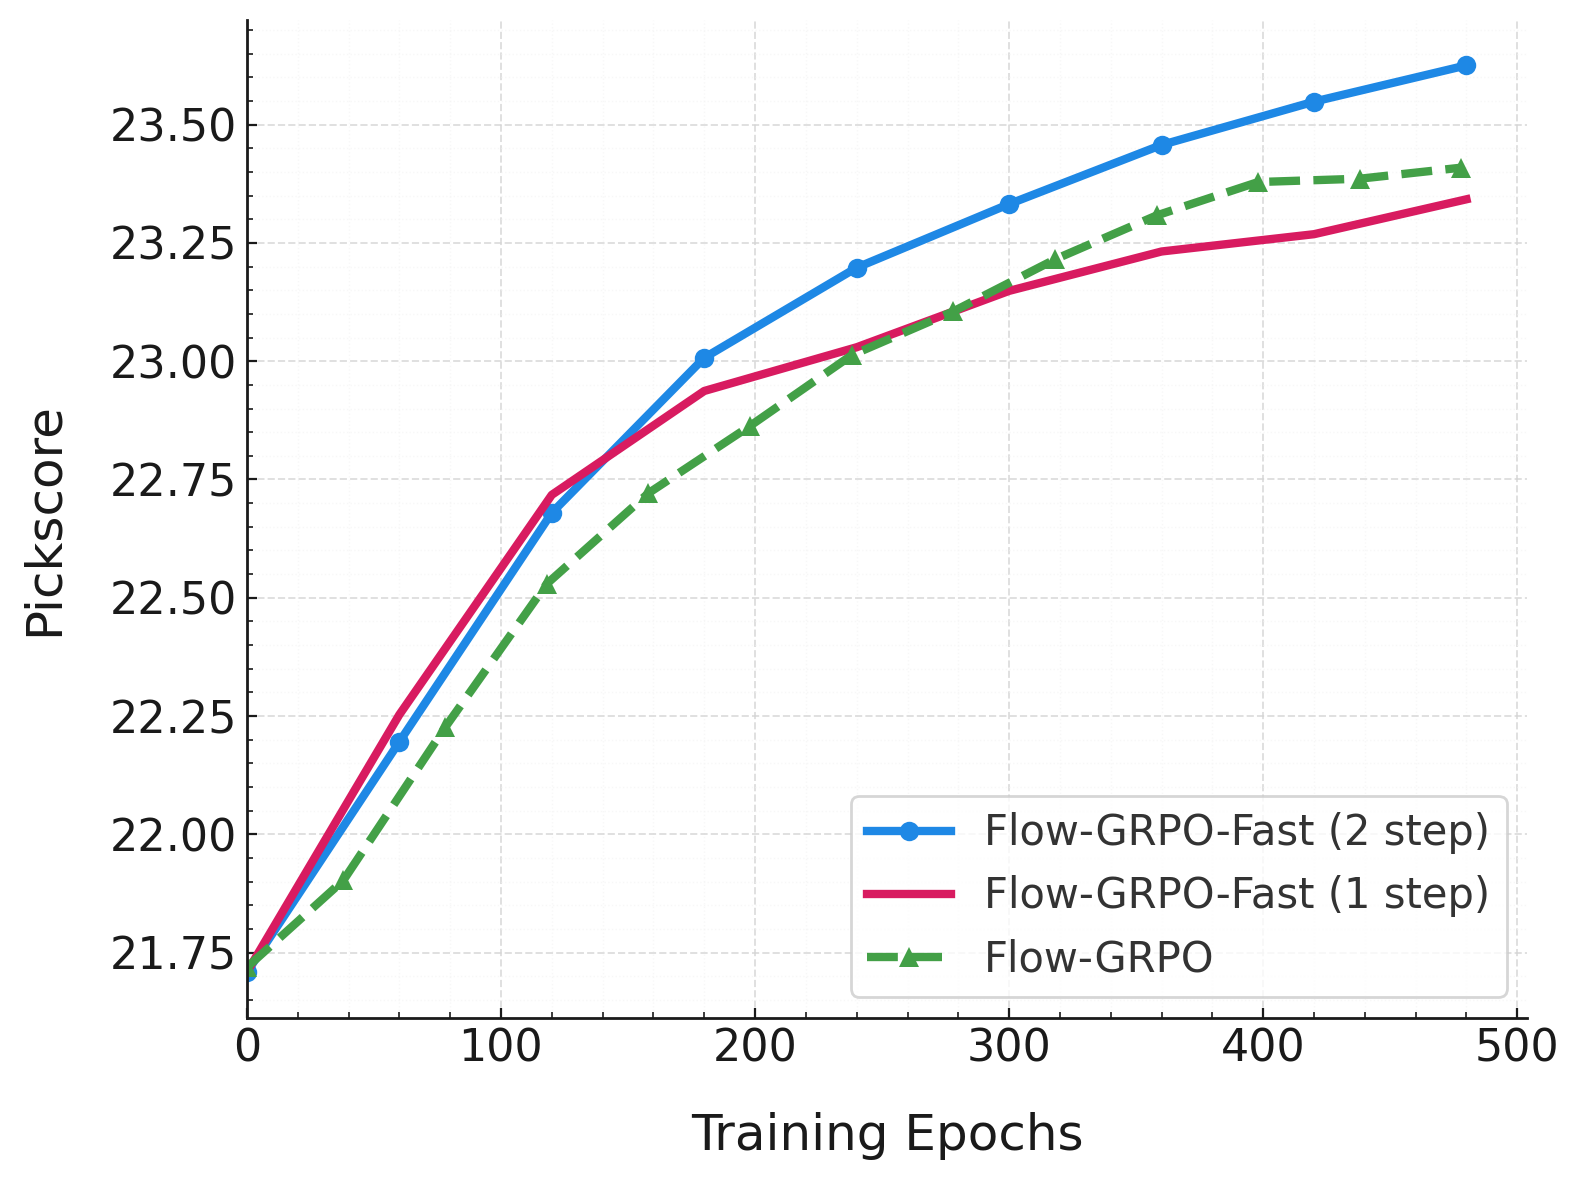 23.50
23.25
23.00
22.75
22.50
22.25
22.00
21.75
Pickscore
Flow-GRPO-Fast (2 step)
Flow-GRPO-Fast (1 step)
Flow-GRPO
0 100 200 300 400 500
Training Epochs